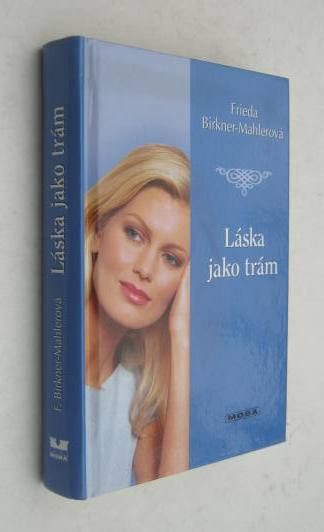 Frieda
Birkner-Mahlerová
Láska
jako trám
MOBA
F. Birkner-Mahlerová
Láska jako trám
MOBA